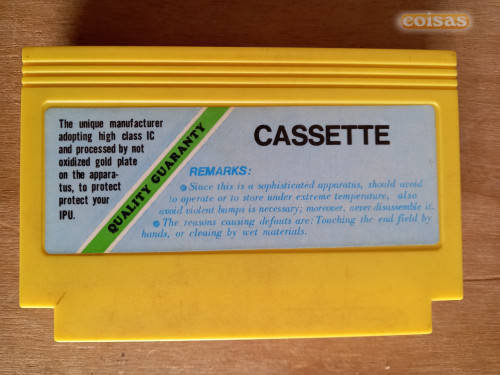 eoisas
The unique manufacturer
adopting high class IC
and processed by not
oxidized gold plate
on the appara-
tus, to protect
protect your
IPU.
QUALITY GUARANTY
CASSETTE
REMARKS:
Since this is a sophisticated apparatus, should avoid
to operate or to store under extreme temperature, also
avoid violent bumps is necessary; moreover, never disassemble it.
The reasons causing defauts are: Touching the end field by
hands, or cleaing by wet materials.